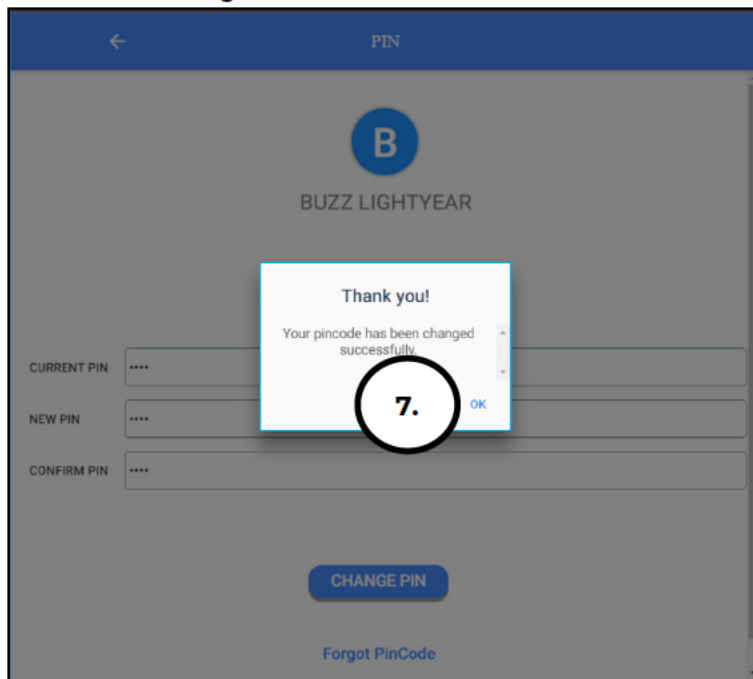 PIN
B
BUZZ LIGHTYEAR
Thank you!
Your pincode has been changed
successfully.
7.
OK
CURRENT PIN ••••
NEW PIN ••••
CONFIRM PIN ••••
CHANGE PIN
Forgot PinCode